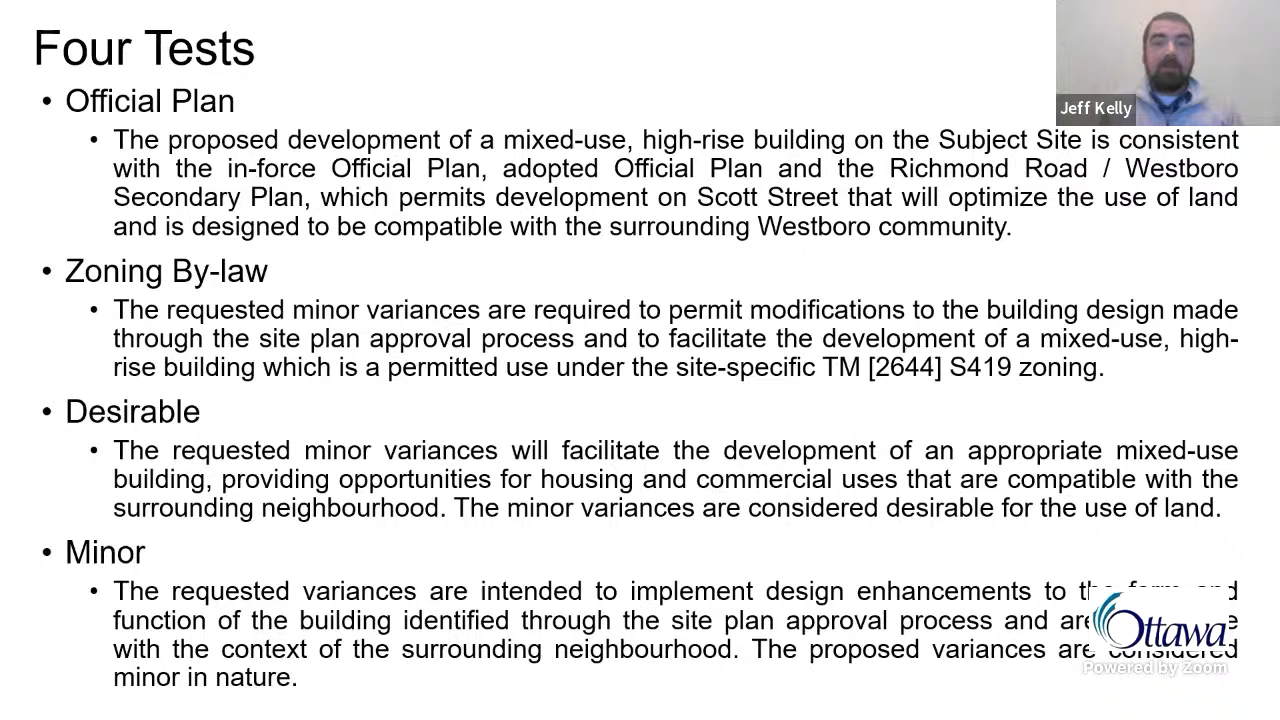 Four Tests
Jeff Kelly
• Official Plan
• The proposed development of a mixed-use, high-rise building on the Subject Site is consistent
with the in-force Official Plan, adopted Official Plan and the Richmond Road / Westboro
Secondary Plan, which permits development on Scott Street that will optimize the use of land
and is designed to be compatible with the surrounding Westboro community.
• Zoning By-law
• The requested minor variances are required to permit modifications to the building design made
through the site plan approval process and to facilitate the development of a mixed-use, high-
rise building which is a permitted use under the site-specific TM [2644] S419 zoning.
• Desirable
• The requested minor variances will facilitate the development of an appropriate mixed-use
building, providing opportunities for housing and commercial uses that are compatible with the
surrounding neighbourhood. The minor variances are considered desirable for the use of land.
• Minor
• The requested variances are intended to implement design enhancements to the form and
function of the building identified through the site plan approval process and are
with the context of the surrounding neighbourhood. The proposed variances are considered
minor in nature.
Ottawa
Powered by Zoom